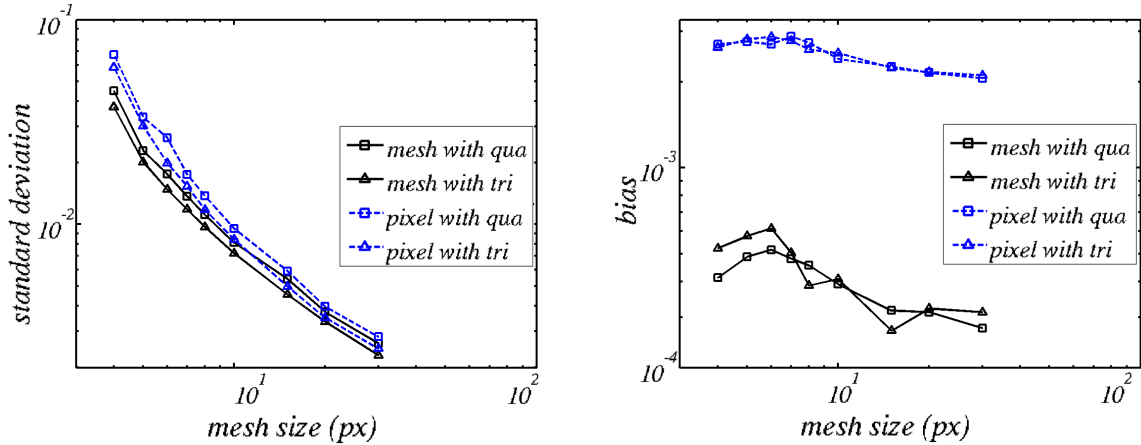 10^-1
standard deviation
mesh with qua
mesh with tri
pixel with qua
pixel with tri
10^-2
10^1
10^2
mesh size (px)
bias
10^-3
mesh with qua
mesh with tri
pixel with qua
pixel with tri
10^-4
10^1
10^2
mesh size (px)